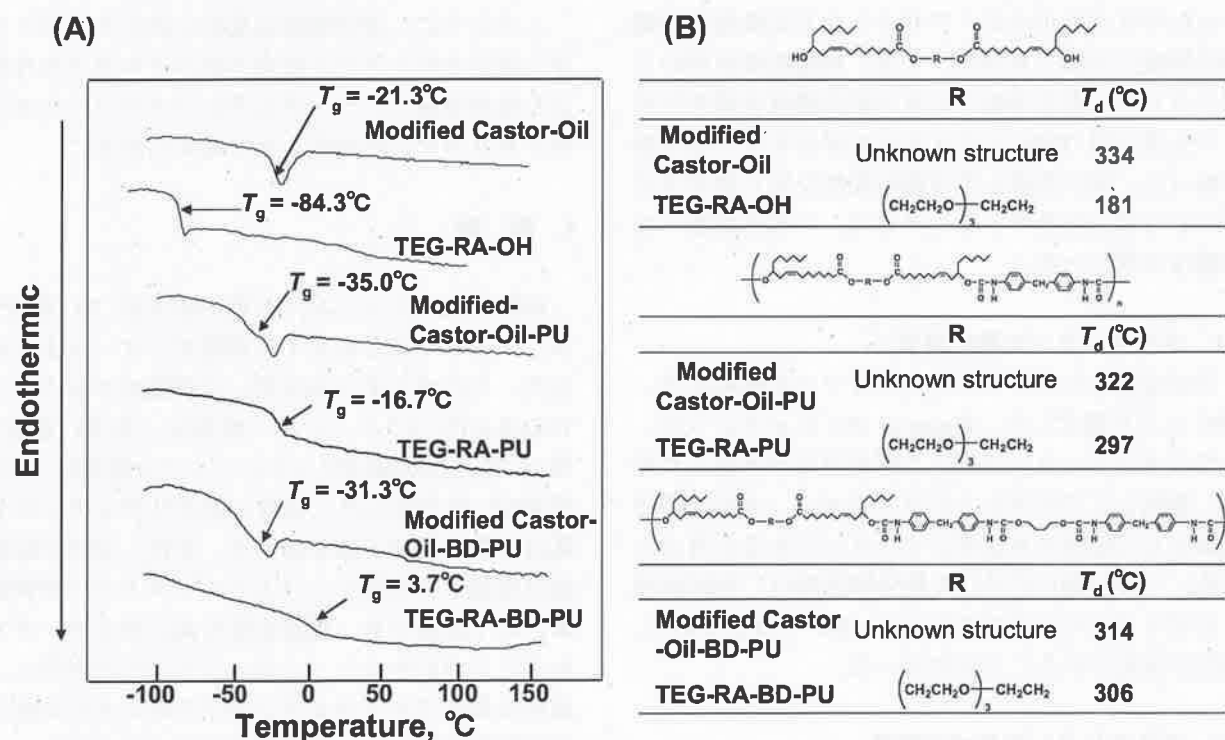 (A)
Tg = -21.3°C
Modified Castor-Oil
Tg = -84.3°C
TEG-RA-OH
Tg = -35.0°C
Modified-
Castor-Oil-PU
Tg = -16.7°C
TEG-RA-PU
Tg = -31.3°C
Modified Castor-
Oil-BD-PU
Tg = 3.7°C
TEG-RA-BD-PU
Endothermic
-100 -50 0 50 100 150
Temperature, °C
(B)
HO O O O-R-O OH
R Td (°C)
Modified
Castor-Oil Unknown structure 334
TEG-RA-OH (CH2CH2O)3 CH2CH2 181
R Td (°C)
Modified
Castor-Oil-PU Unknown structure 322
TEG-RA-PU (CH2CH2O)3 CH2CH2 297
R Td (°C)
Modified Castor
-Oil-BD-PU Unknown structure 314
TEG-RA-BD-PU (CH2CH2O)3 CH2CH2 306